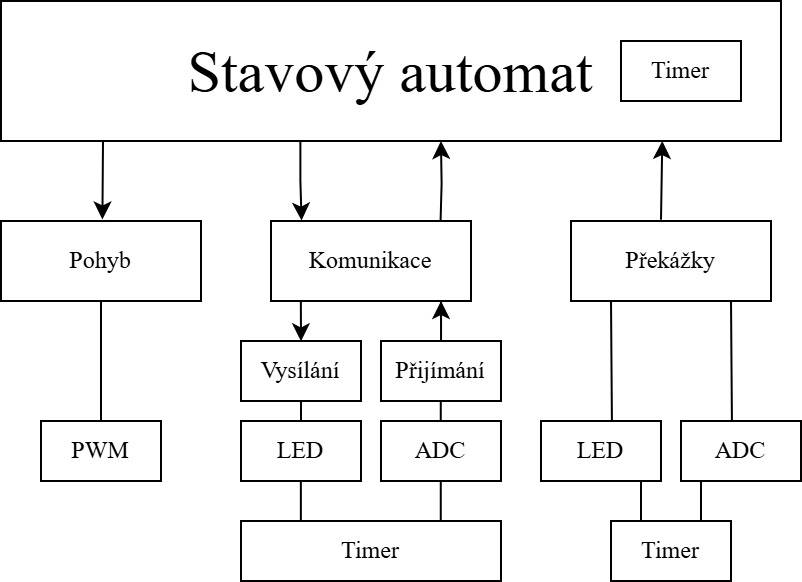 Stavový automat
Timer
Pohyb
Komunikace
Překážky
Vysílání
Přijímání
PWM
LED
ADC
LED
ADC
Timer
Timer